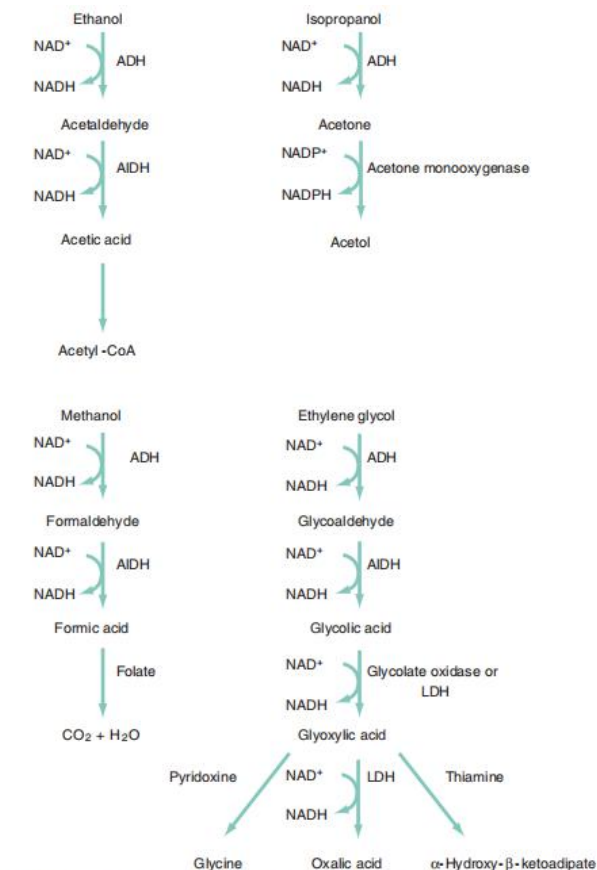 Ethanol
NAD+
ADH
NADH
Acetaldehyde
NAD+
AlDH
NADH
Acetic acid
Acetyl-CoA
Isopropanol
NAD+
ADH
NADH
Acetone
NADP+
Acetone monooxygenase
NADPH
Acetol
Methanol
NAD+
ADH
NADH
Formaldehyde
NAD+
AlDH
NADH
Formic acid
Folate
CO2 + H2O
Ethylene glycol
NAD+
ADH
NADH
Glycoaldehyde
NAD+
AlDH
NADH
Glycolic acid
NAD+
Glycolate oxidase or
LDH
NADH
Glyoxylic acid
Pyridoxine
NAD+
LDH
Thiamine
NADH
Glycine
Oxalic acid
α-Hydroxy-β-ketoadipate